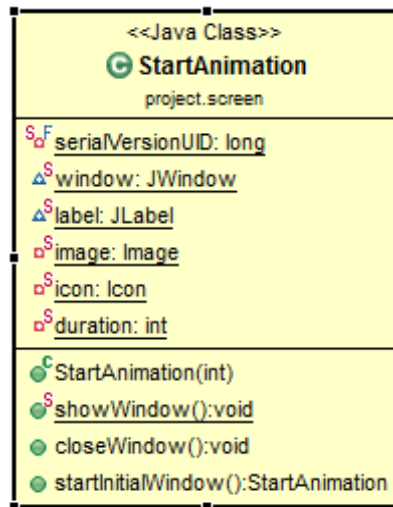 <<Java Class>>
C StartAnimation
project.screen
S F serialVersionUID: long
S window: JWindow
S label: JLabel
S image: Image
S icon: Icon
S duration: int
C StartAnimation(int)
S showWindow():void
closeWindow():void
startInitialWindow():StartAnimation